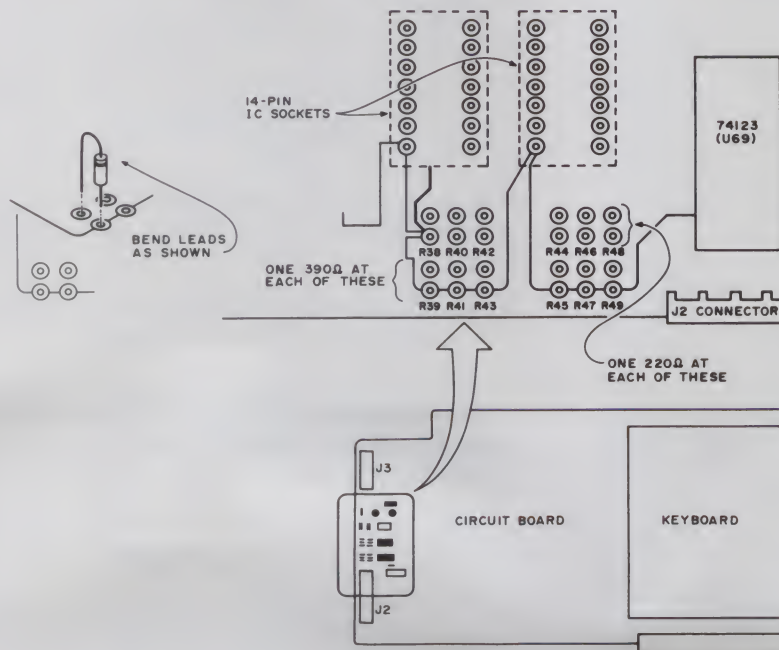 14-PIN
IC SOCKETS
74123
(U69)
BEND LEADS
AS SHOWN
R38 R40 R42
R44 R46 R48
ONE 390Ω AT
EACH OF THESE
R39 R41 R43
R45 R47 R49
J2 CONNECTOR
ONE 220Ω AT
EACH OF THESE
J3
CIRCUIT BOARD
KEYBOARD
J2